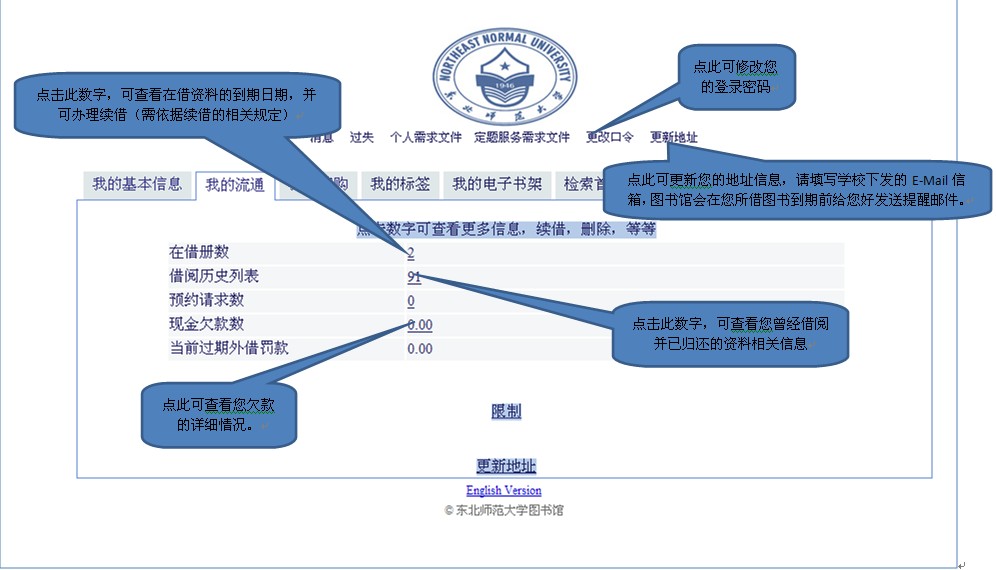 NORTHEAST NORMAL UNIVERSITY
1946
东北师范大学
点此可修改您
的登录密码
点击此数字，可查看在借资料的到期日期，并
可办理续借（需依据续借的相关规定）
消息 过失 个人需求文件 定题服务需求文件 更改口令 更新地址
点此可更新您的地址信息，请填写学校下发的 E-Mail 信
箱，图书馆会在您所借图书到期前给您好发送提醒邮件。
我的基本信息 我的流通 购 我的标签 我的电子书架 检索首
点击数字可查看更多信息，续借，删除，等等
在借册数 2
借阅历史列表 91
预约请求数 0
现金欠款数 0.00
当前过期外借罚款 0.00
点击此数字，可查看您曾经借阅
并已归还的资料相关信息
点此可查看您欠款
的详细情况。
限制
更新地址
English Version
© 东北师范大学图书馆